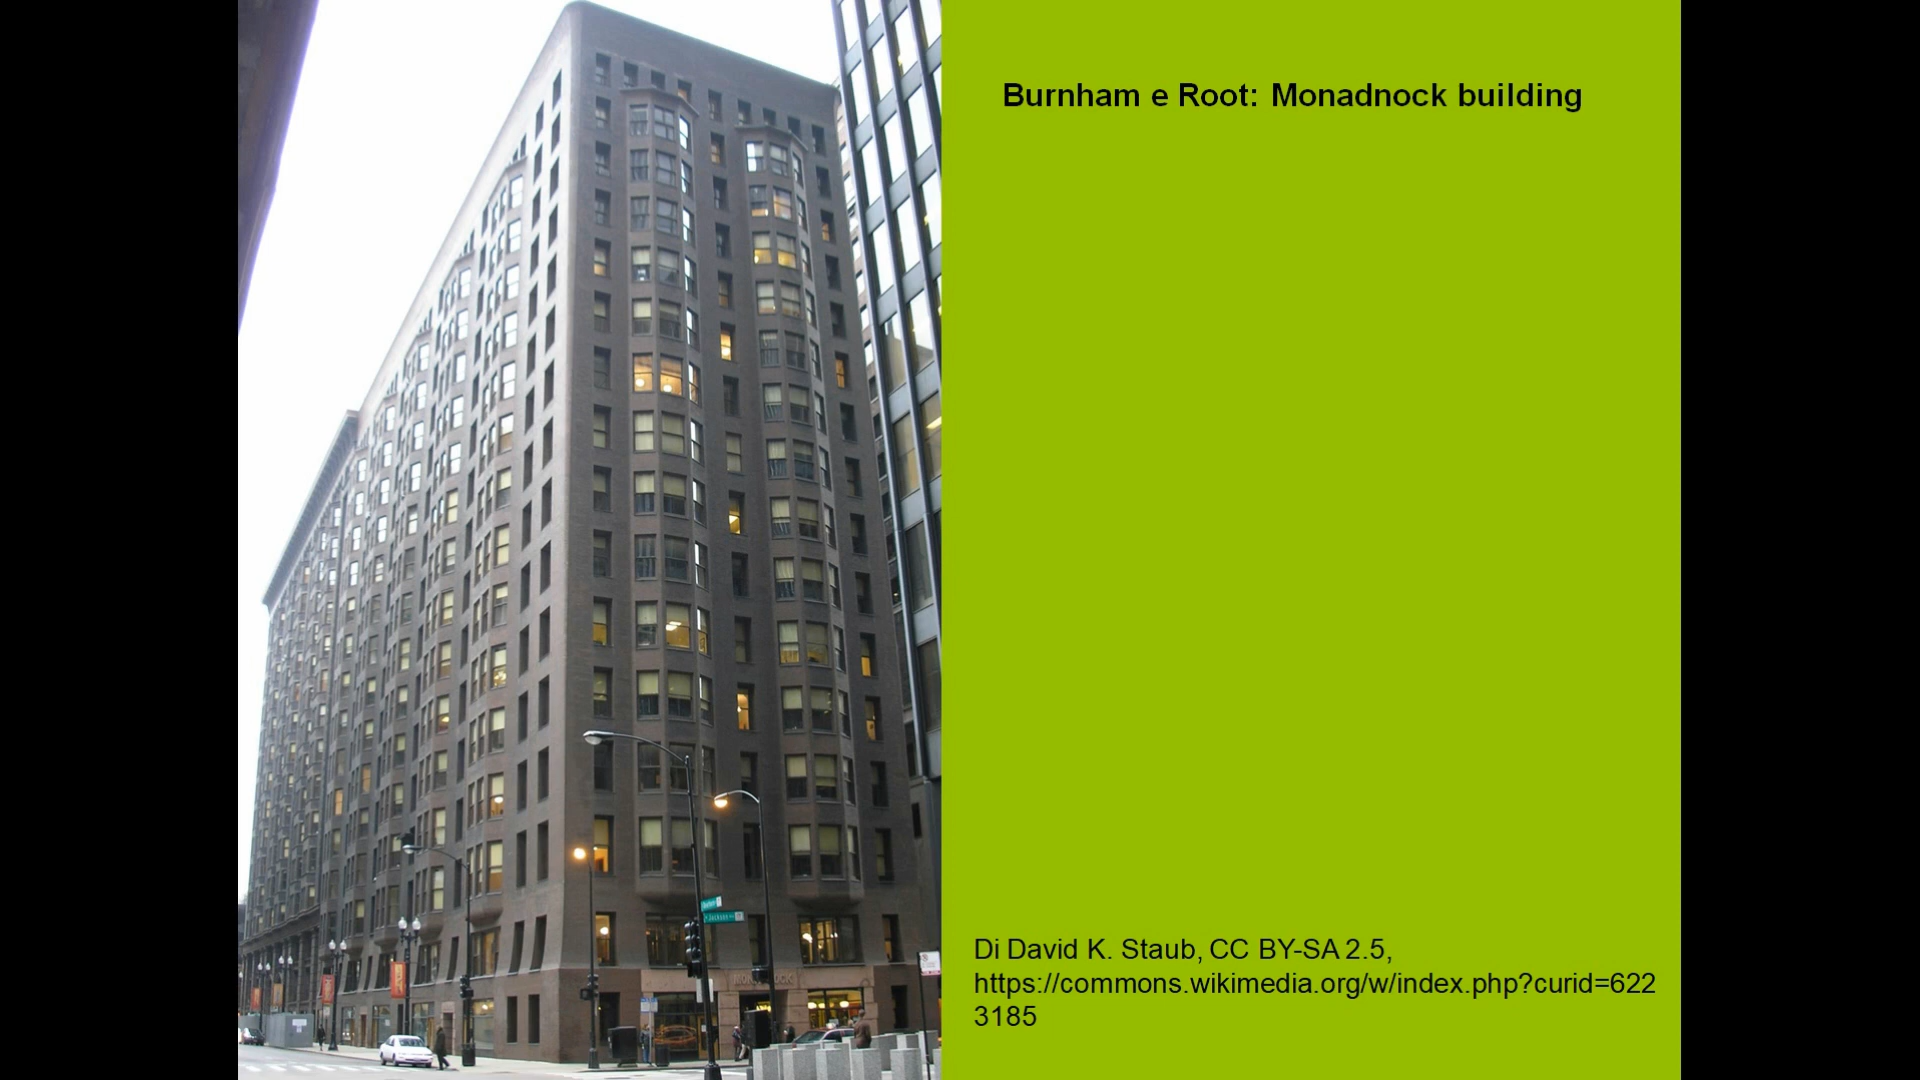 Burnham e Root: Monadnock building
MONADNOCK
Di David K. Staub, CC BY-SA 2.5,
https://commons.wikimedia.org/w/index.php?curid=622
3185